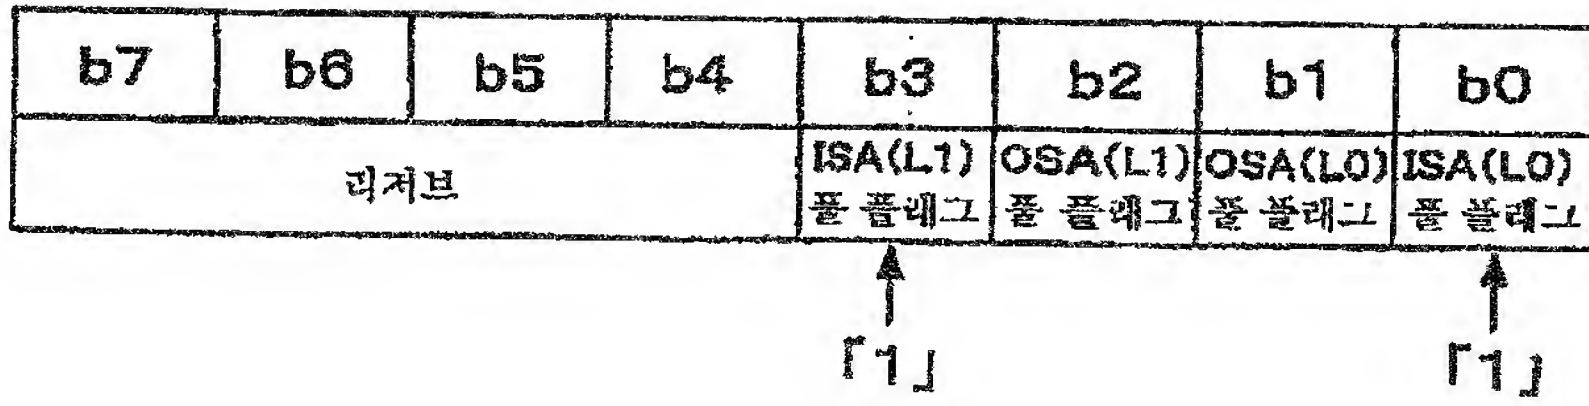 b7 b6 b5 b4 b3 b2 b1 b0
리저브 ISA(L1) OSA(L1) OSA(L0) ISA(L0)
풀 플래그 풀 플래그 풀 플래그 풀 플래그
「1」 「1」